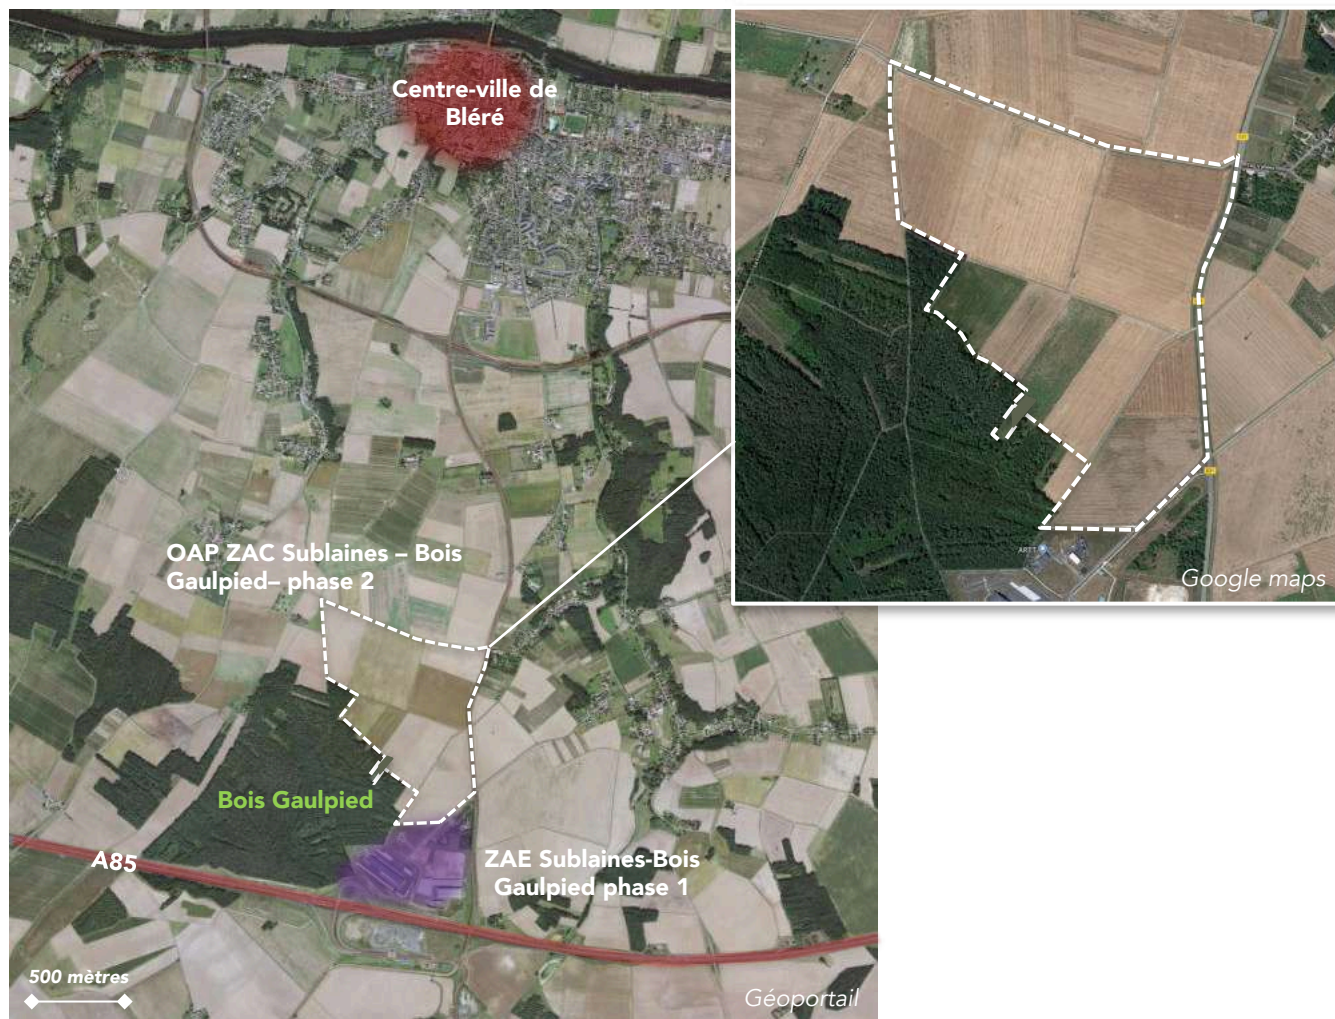 Centre-ville de
Bléré
OAP ZAC Sublaines – Bois
Gaulpied– phase 2
Bois Gaulpied
A85
ZAE Sublaines-Bois
Gaulpied phase 1
500 mètres
Géoportail
Google maps